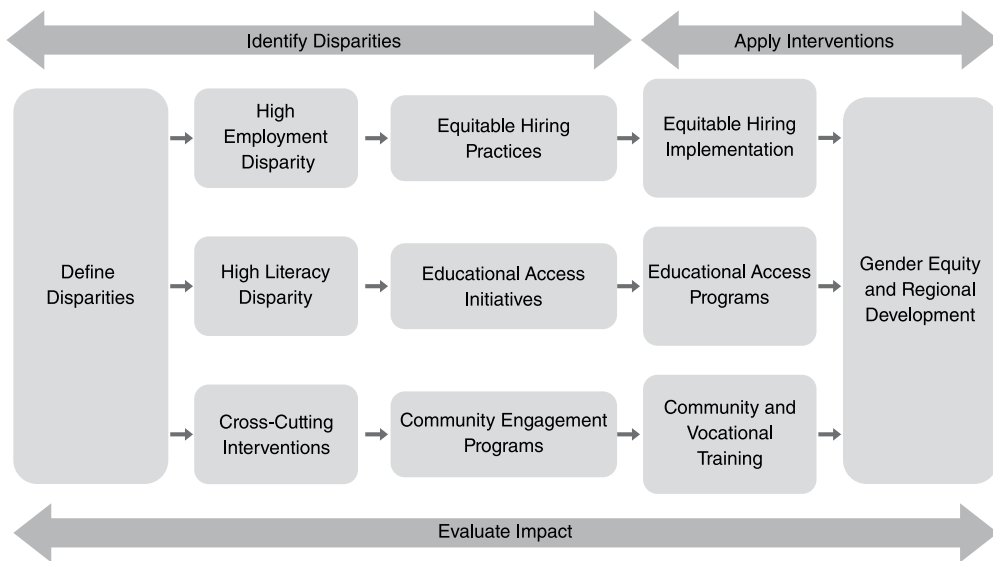 Identify Disparities
Apply Interventions
Define
Disparities
High
Employment
Disparity
Equitable Hiring
Practices
Equitable Hiring
Implementation
High Literacy
Disparity
Educational Access
Initiatives
Educational Access
Programs
Cross-Cutting
Interventions
Community Engagement
Programs
Community and
Vocational
Training
Gender Equity
and Regional
Development
Evaluate Impact